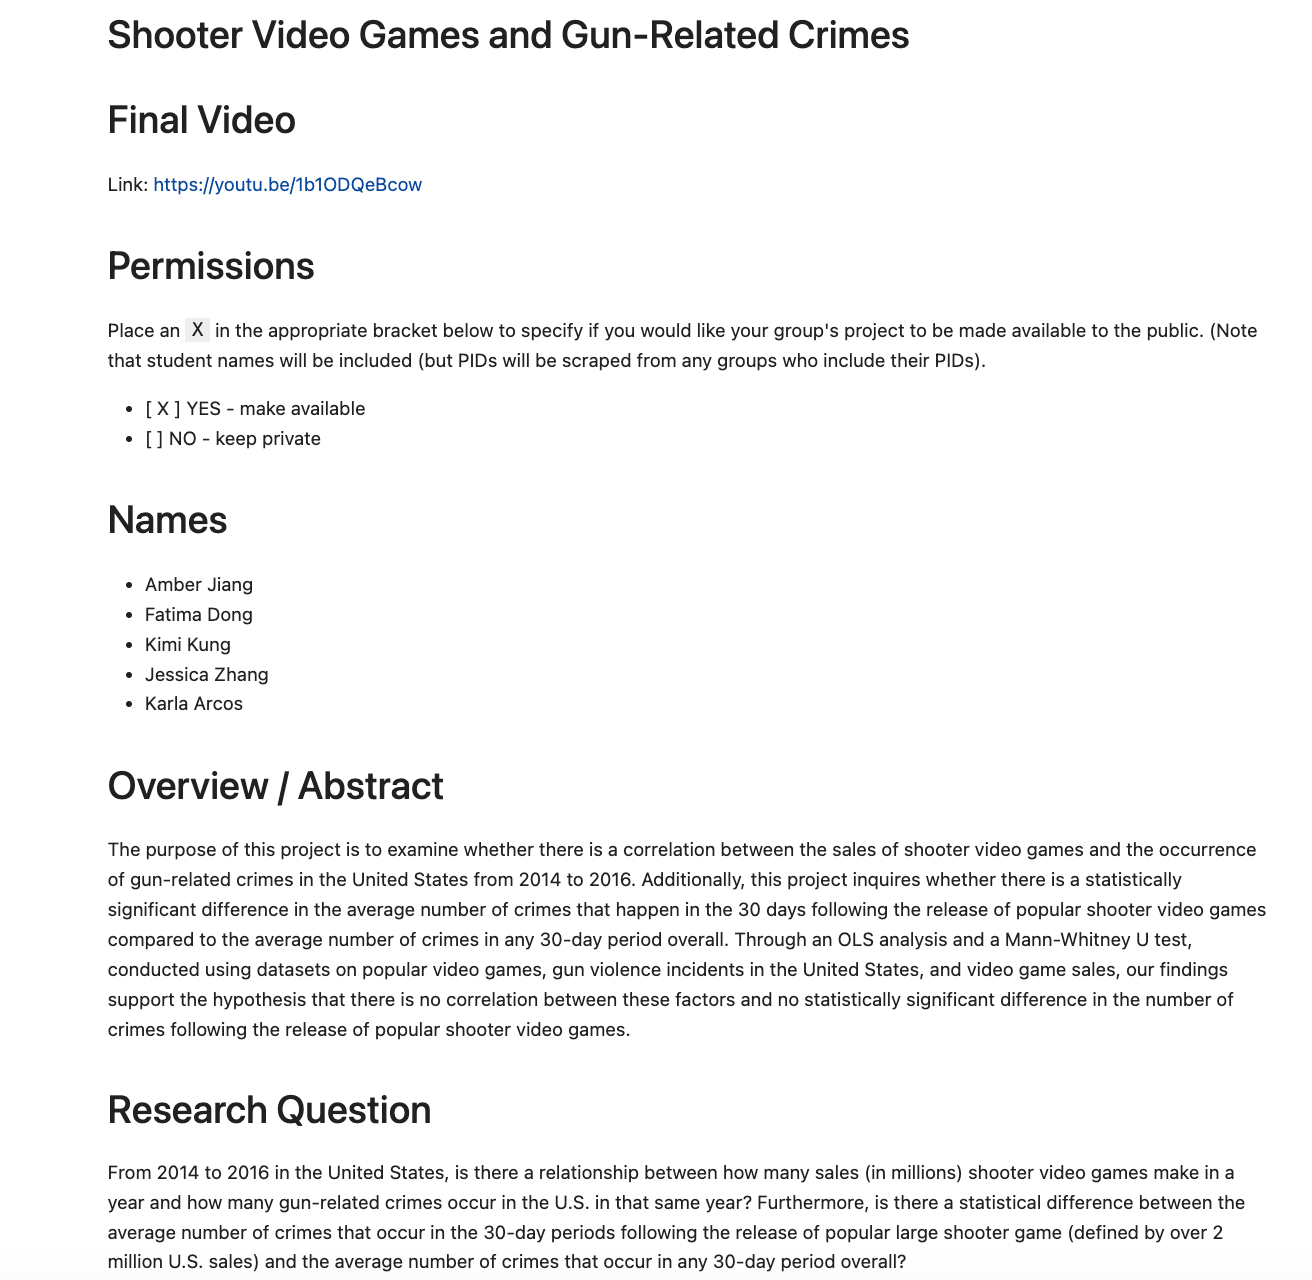 Shooter Video Games and Gun-Related Crimes
Final Video
Link: https://youtu.be/1b1ODQeBcow
Permissions
Place an X in the appropriate bracket below to specify if you would like your group's project to be made available to the public. (Note
that student names will be included (but PIDs will be scraped from any groups who include their PIDs).
• [ X ] YES - make available
• [ ] NO - keep private
Names
• Amber Jiang
• Fatima Dong
• Kimi Kung
• Jessica Zhang
• Karla Arcos
Overview / Abstract
The purpose of this project is to examine whether there is a correlation between the sales of shooter video games and the occurrence
of gun-related crimes in the United States from 2014 to 2016. Additionally, this project inquires whether there is a statistically
significant difference in the average number of crimes that happen in the 30 days following the release of popular shooter video games
compared to the average number of crimes in any 30-day period overall. Through an OLS analysis and a Mann-Whitney U test,
conducted using datasets on popular video games, gun violence incidents in the United States, and video game sales, our findings
support the hypothesis that there is no correlation between these factors and no statistically significant difference in the number of
crimes following the release of popular shooter video games.
Research Question
From 2014 to 2016 in the United States, is there a relationship between how many sales (in millions) shooter video games make in a
year and how many gun-related crimes occur in the U.S. in that same year? Furthermore, is there a statistical difference between the
average number of crimes that occur in the 30-day periods following the release of popular large shooter game (defined by over 2
million U.S. sales) and the average number of crimes that occur in any 30-day period overall?